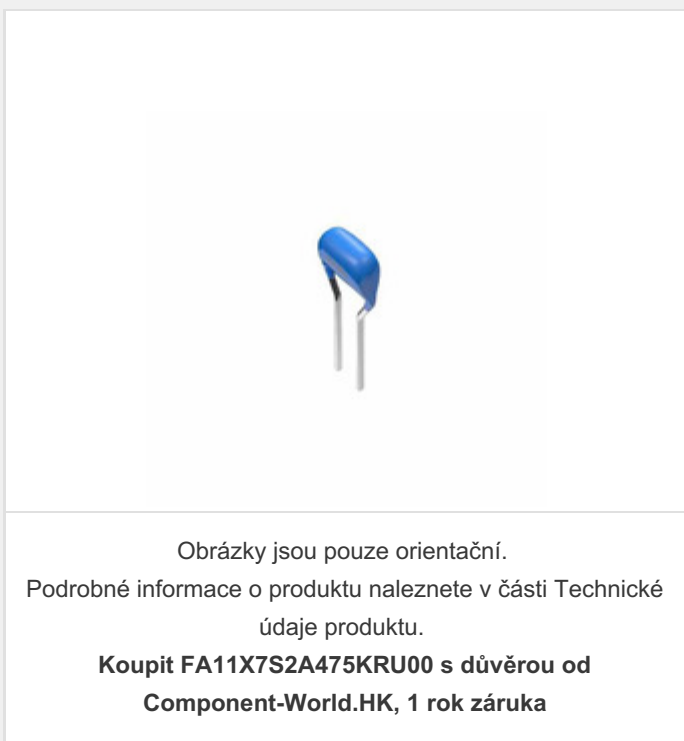 Obrázky jsou pouze orientační.
Podrobné informace o produktu naleznete v části Technické
údaje produktu.
Koupit FA11X7S2A475KRU00 s důvěrou od
Component-World.HK, 1 rok záruka